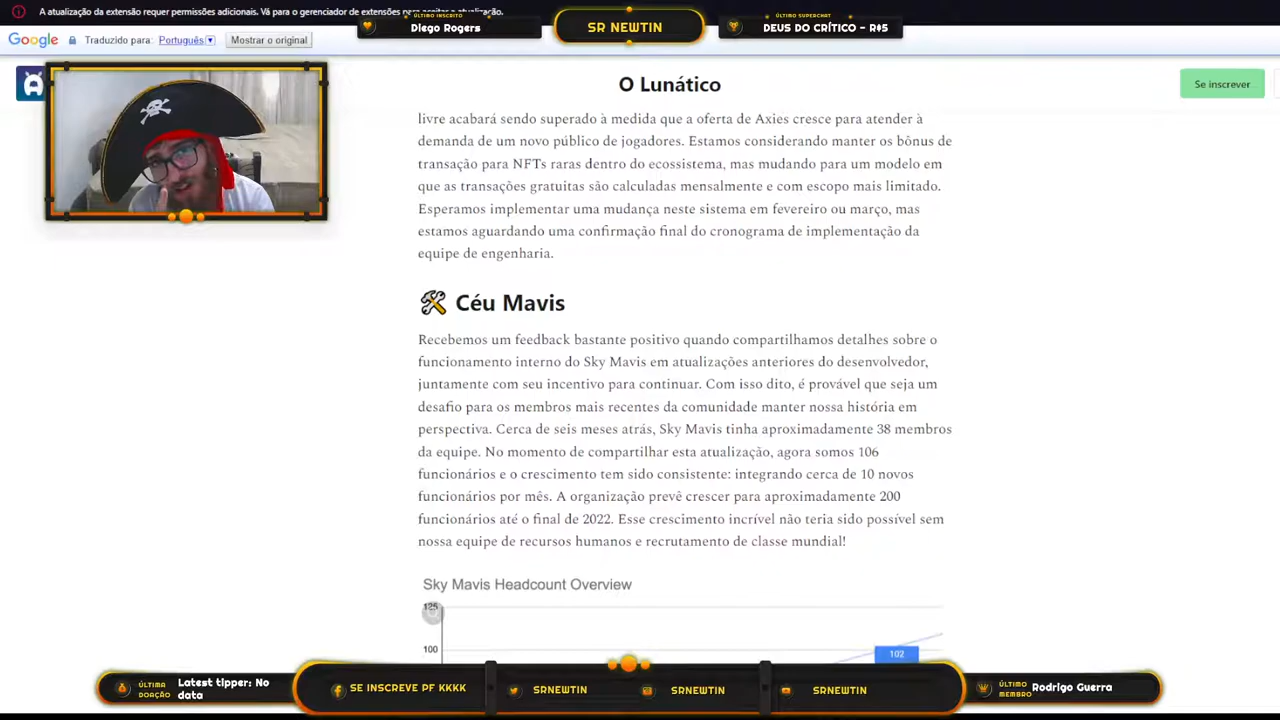 A atualização da extensão requer permissões adicionais. Vá para o gerenciador de extensões para aceitar a atualização.
ÚLTIMO INSCRITO
Diego Rogers
SR NEWTIN
ÚLTIMO SUPERCHAT
DEUS DO CRÍTICO - R$5
Google
Traduzido para: Português
Mostrar o original
O Lunático
Se inscrever
livre acabará sendo superado à medida que a oferta de Axies cresce para atender à
demanda de um novo público de jogadores. Estamos considerando manter os bônus de
transação para NFTs raras dentro do ecossistema, mas mudando para um modelo em
que as transações gratuitas são calculadas mensalmente e com escopo mais limitado.
Esperamos implementar uma mudança neste sistema em fevereiro ou março, mas
estamos aguardando uma confirmação final do cronograma de implementação da
equipe de engenharia.
Céu Mavis
Recebemos um feedback bastante positivo quando compartilhamos detalhes sobre o
funcionamento interno do Sky Mavis em atualizações anteriores do desenvolvedor,
juntamente com seu incentivo para continuar. Com isso dito, é provável que seja um
desafio para os membros mais recentes da comunidade manter nossa história em
perspectiva. Cerca de seis meses atrás, Sky Mavis tinha aproximadamente 38 membros
da equipe. No momento de compartilhar esta atualização, agora somos 106
funcionários e o crescimento tem sido consistente: integrando cerca de 10 novos
funcionários por mês. A organização prevê crescer para aproximadamente 200
funcionários até o final de 2022. Esse crescimento incrível não teria sido possível sem
nossa equipe de recursos humanos e recrutamento de classe mundial!
Sky Mavis Headcount Overview
125
100
102
ÚLTIMA DOAÇÃO
Latest tipper: No data
SE INSCREVE PF KKKK
SRNEWTIN
SRNEWTIN
SRNEWTIN
ÚLTIMO MEMBRO
Rodrigo Guerra